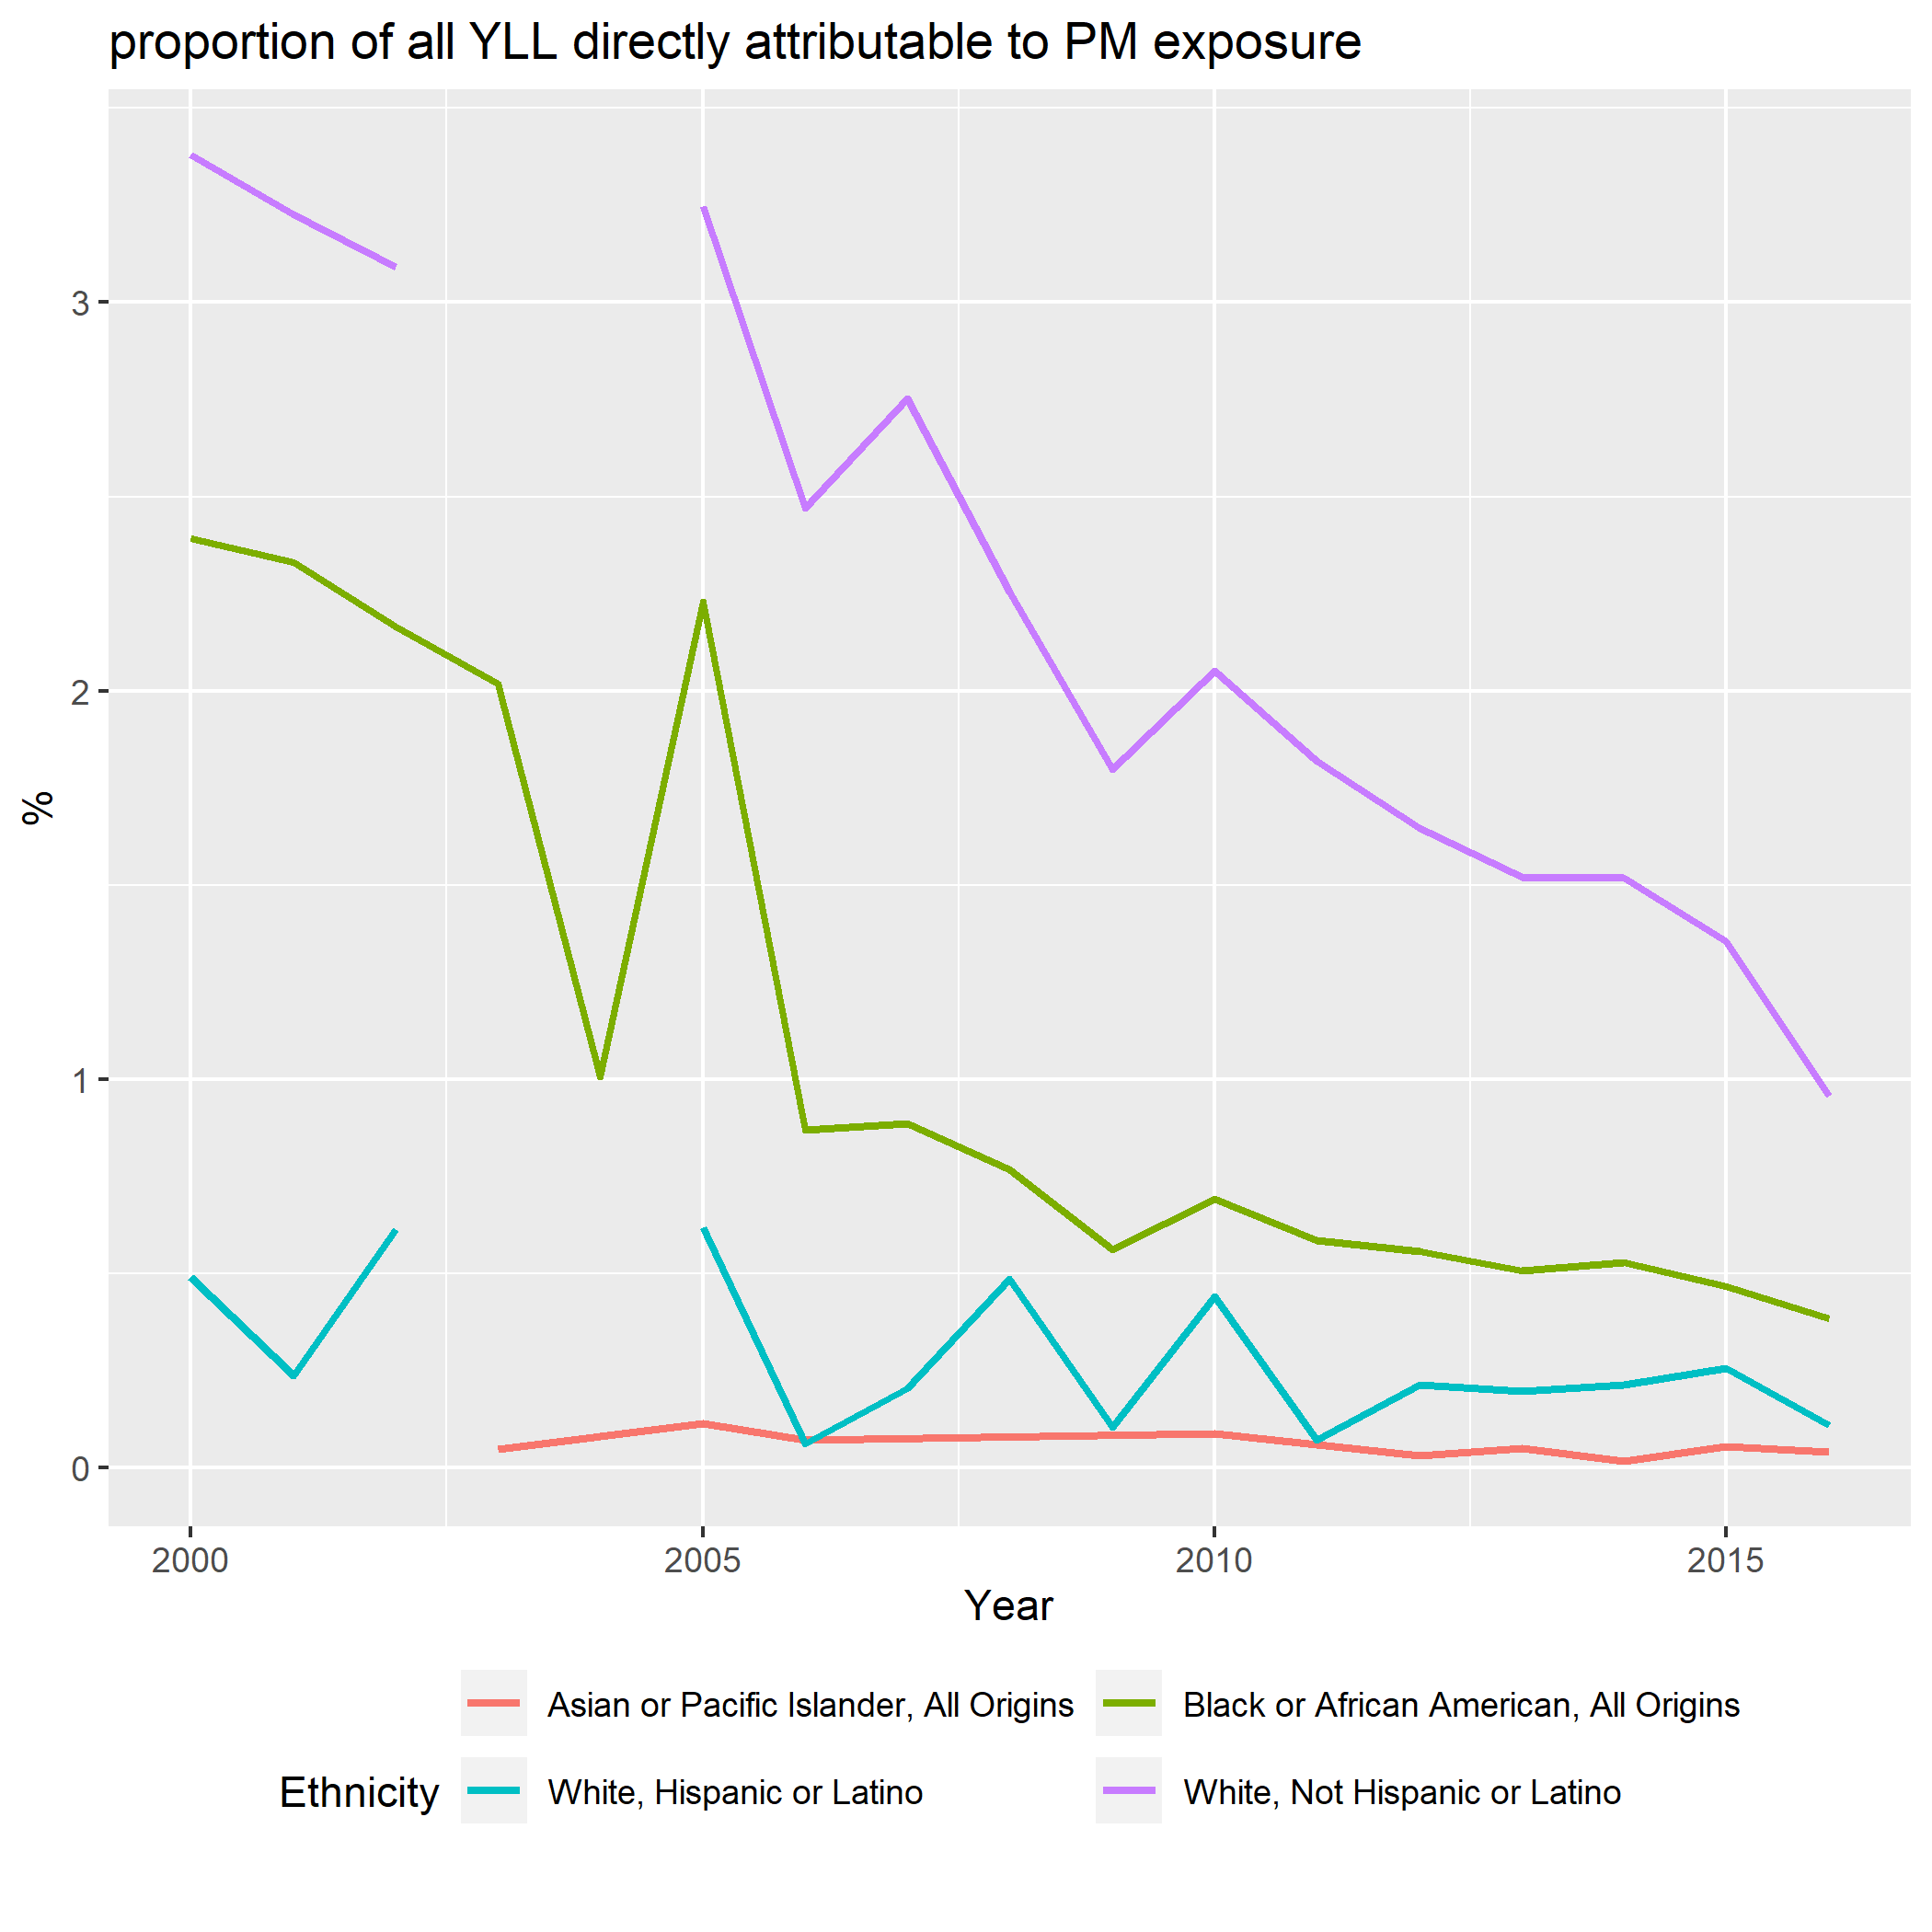 proportion of all YLL directly attributable to PM exposure
%
3
2
1
0
2000 2005 2010 2015
Year
Asian or Pacific Islander, All Origins Black or African American, All Origins
Ethnicity White, Hispanic or Latino White, Not Hispanic or Latino